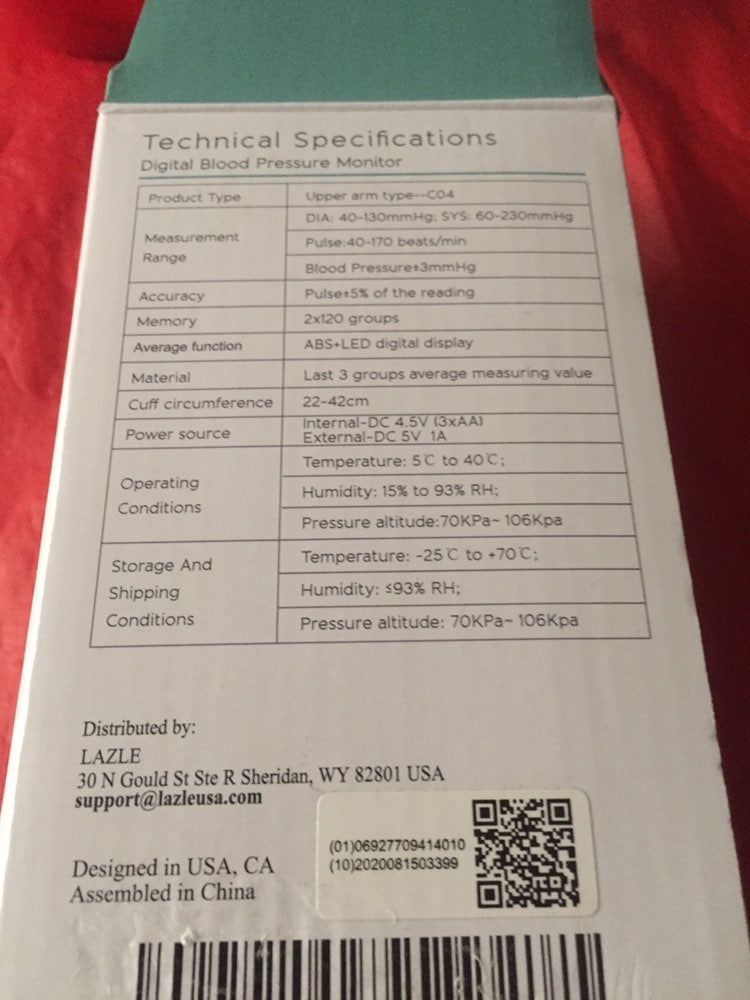 Technical Specifications
Digital Blood Pressure Monitor
Product Type
Upper arm type--C04
Measurement
Range
DIA: 40-130mmHg; SYS: 60-230mmHg
Pulse:40-170 beats/min
Blood Pressure±3mmHg
Accuracy
Pulse±5% of the reading
Memory
2x120 groups
Average function
ABS+LED digital display
Material
Last 3 groups average measuring value
Cuff circumference
22-42cm
Power source
Internal-DC 4.5V (3xAA)
External-DC 5V 1A
Operating
Conditions
Temperature: 5℃ to 40℃;
Humidity: 15% to 93% RH;
Pressure altitude:70KPa~ 106Kpa
Storage And
Shipping
Conditions
Temperature: -25℃ to +70℃;
Humidity: ≤93% RH;
Pressure altitude: 70KPa~ 106Kpa
Distributed by:
LAZLE
30 N Gould St Ste R Sheridan, WY 82801 USA
support@lazleusa.com
(01)06927709414010
(10)2020081503399
Designed in USA, CA
Assembled in China